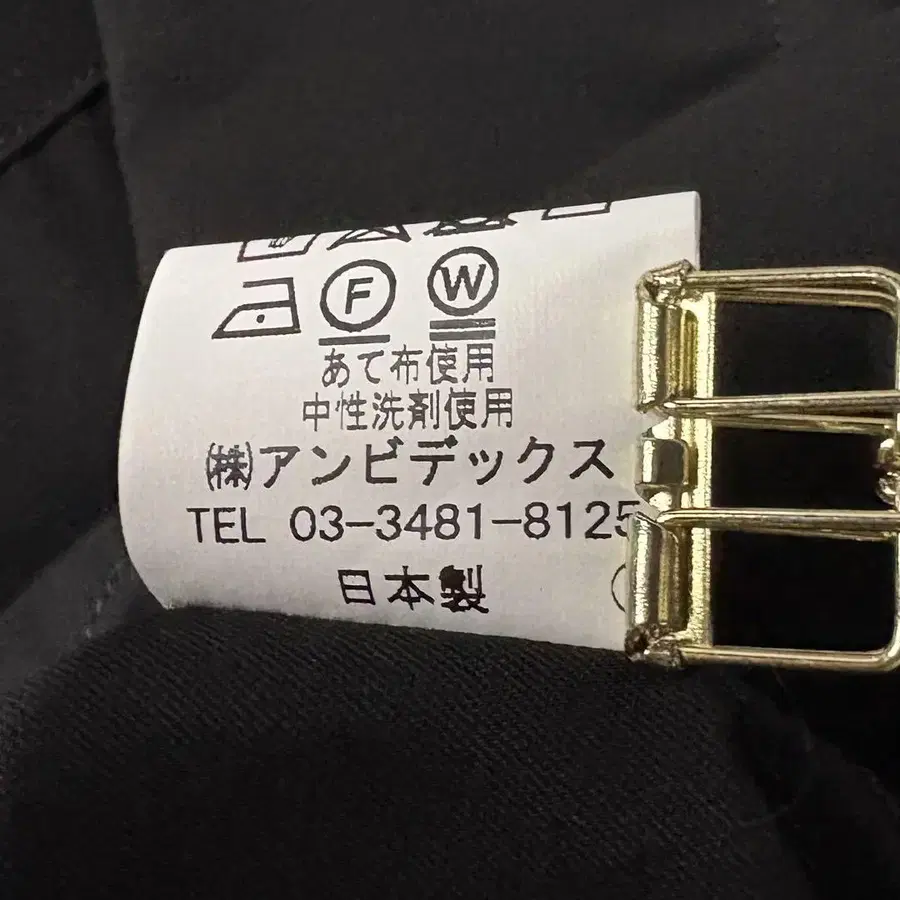 F W
あて布使用
中性洗剤使用
㈱アンビデックス
TEL 03-3481-8125
日本製